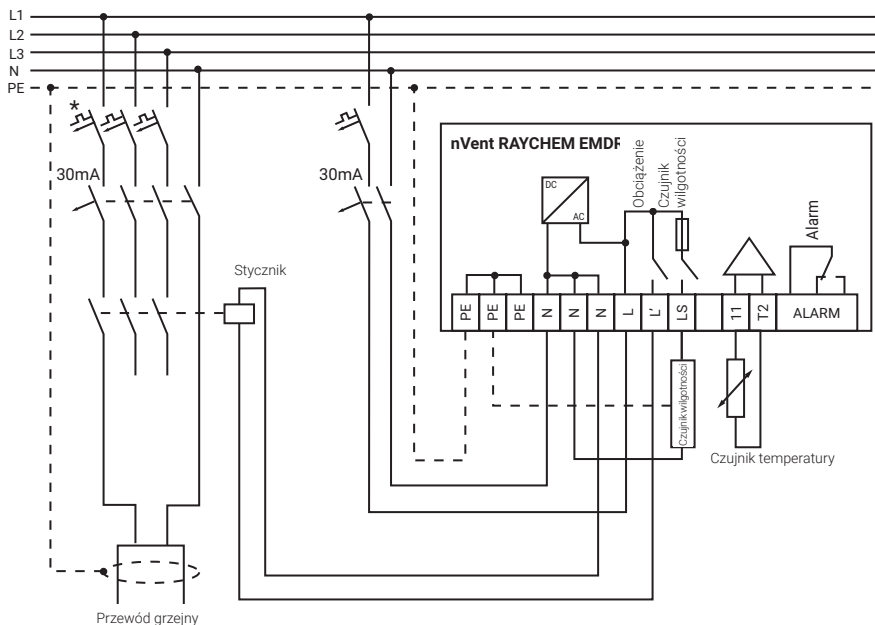 L1
L2
L3
N
PE
*
30mA
30mA
nVent RAYCHEM EMDR
Obciążenie
Czujnik
wilgotności
Alarm
DC
AC
Stycznik
PE
PE
PE
N
N
N
L
L'
LS
11
T2
ALARM
Czujnik wilgotności
Czujnik temperatury
Przewód grzejny